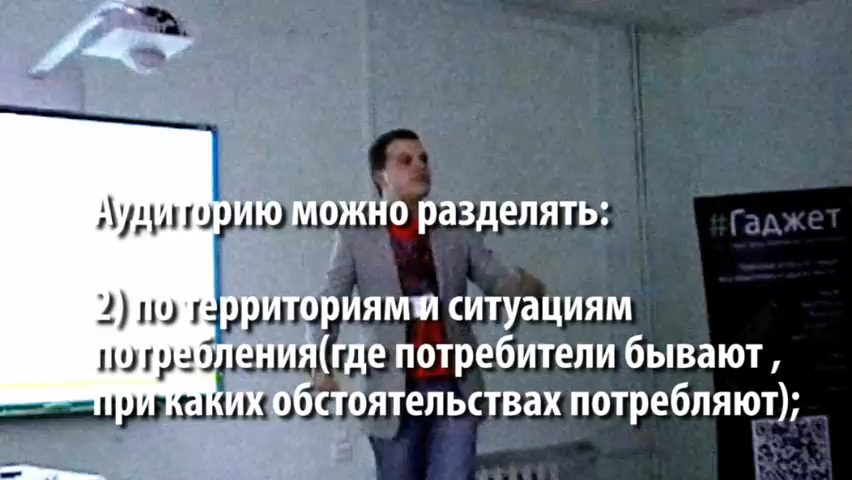 Аудиторию можно разделять:
2) по территориям и ситуациям
потребления(где потребители бывают ,
при каких обстоятельствах потребляют);
#Гаджет